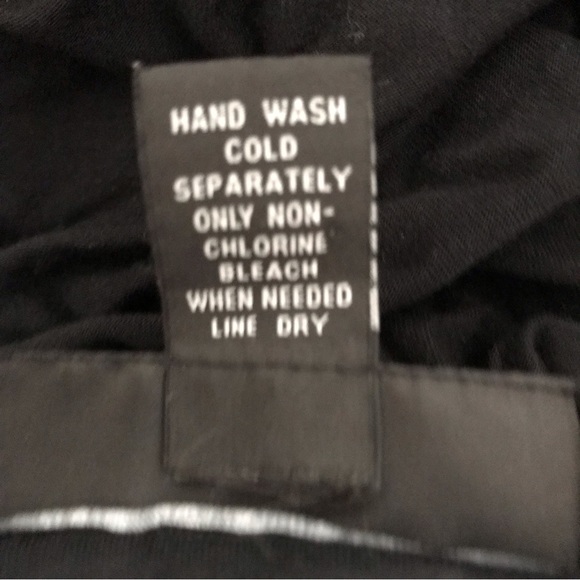 HAND WASH
COLD
SEPARATELY
ONLY NON-
CHLORINE
BLEACH
WHEN NEEDED
LINE DRY